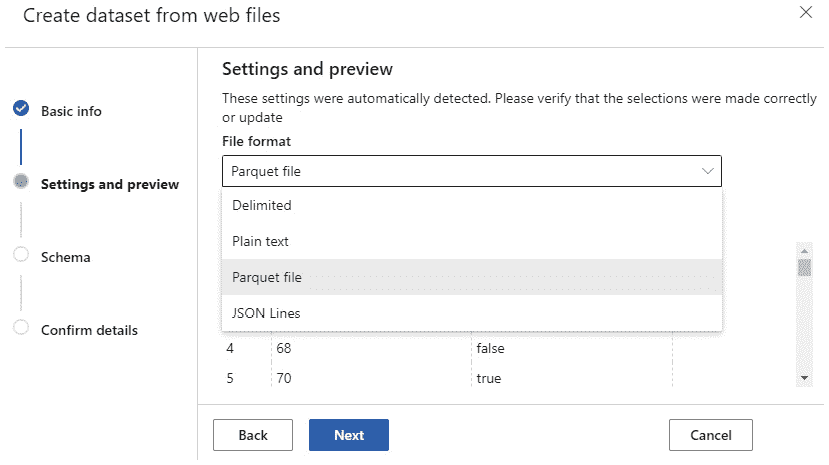 Create dataset from web files
Basic info
Settings and preview
Schema
Confirm details
Settings and preview
These settings were automatically detected. Please verify that the selections were made correctly
or update
File format
Parquet file
Delimited
Plain text
Parquet file
JSON Lines
4 68 false
5 70 true
Back Next Cancel